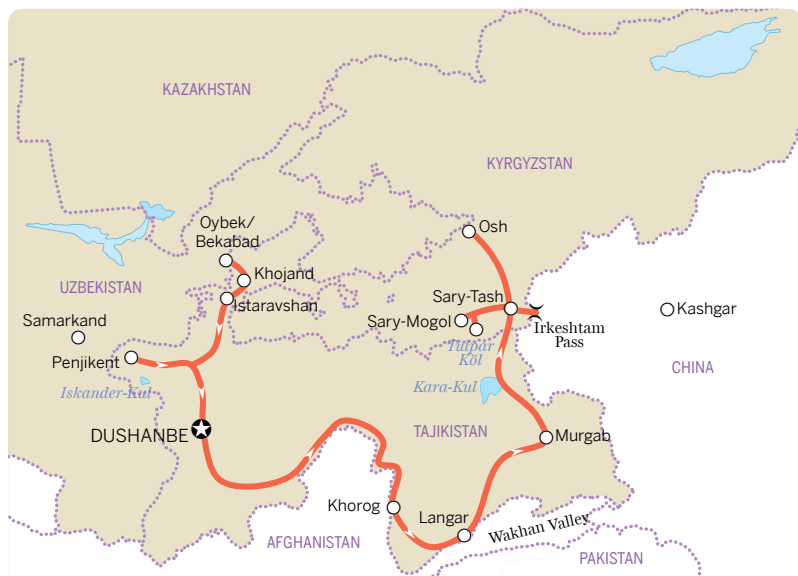 KAZAKHSTAN
KYRGYZSTAN
Oybek/
Bekabad
Osh
Khojand
UZBEKISTAN
Istaravshan
Sary-Tash
Samarkand
Sary-Mogol
Kashgar
Irkeshtam
Pass
Penjikent
Tulpar
Köl
CHINA
Iskander-Kul
Kara-Kul
DUSHANBE
TAJIKISTAN
Murgab
Khorog
Langar
Wakhan Valley
AFGHANISTAN
PAKISTAN